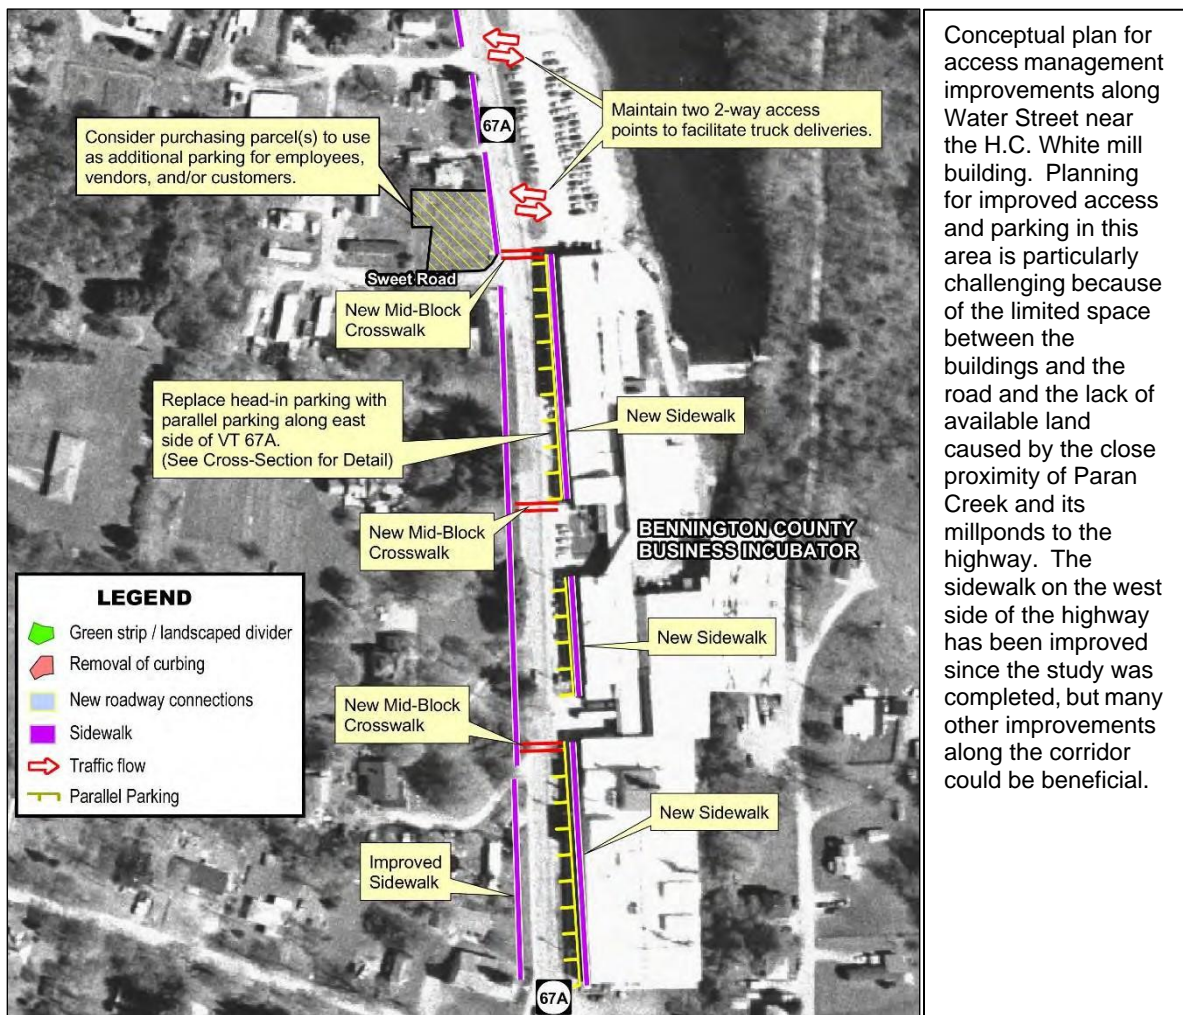 67A
Maintain two 2-way access
points to facilitate truck deliveries.
Consider purchasing parcel(s) to use
as additional parking for employees,
vendors, and/or customers.
Sweet Road
New Mid-Block
Crosswalk
Replace head-in parking with
parallel parking along east
side of VT 67A.
(See Cross-Section for Detail)
New Sidewalk
New Mid-Block
Crosswalk
BENNINGTON COUNTY
BUSINESS INCUBATOR
LEGEND
Green strip / landscaped divider
Removal of curbing
New roadway connections
Sidewalk
Traffic flow
Parallel Parking
New Sidewalk
New Mid-Block
Crosswalk
New Sidewalk
Improved
Sidewalk
67A
Conceptual plan for
access management
improvements along
Water Street near
the H.C. White mill
building.  Planning
for improved access
and parking in this
area is particularly
challenging because
of the limited space
between the
buildings and the
road and the lack of
available land
caused by the close
proximity of Paran
Creek and its
millponds to the
highway.  The
sidewalk on the west
side of the highway
has been improved
since the study was
completed, but many
other improvements
along the corridor
could be beneficial.